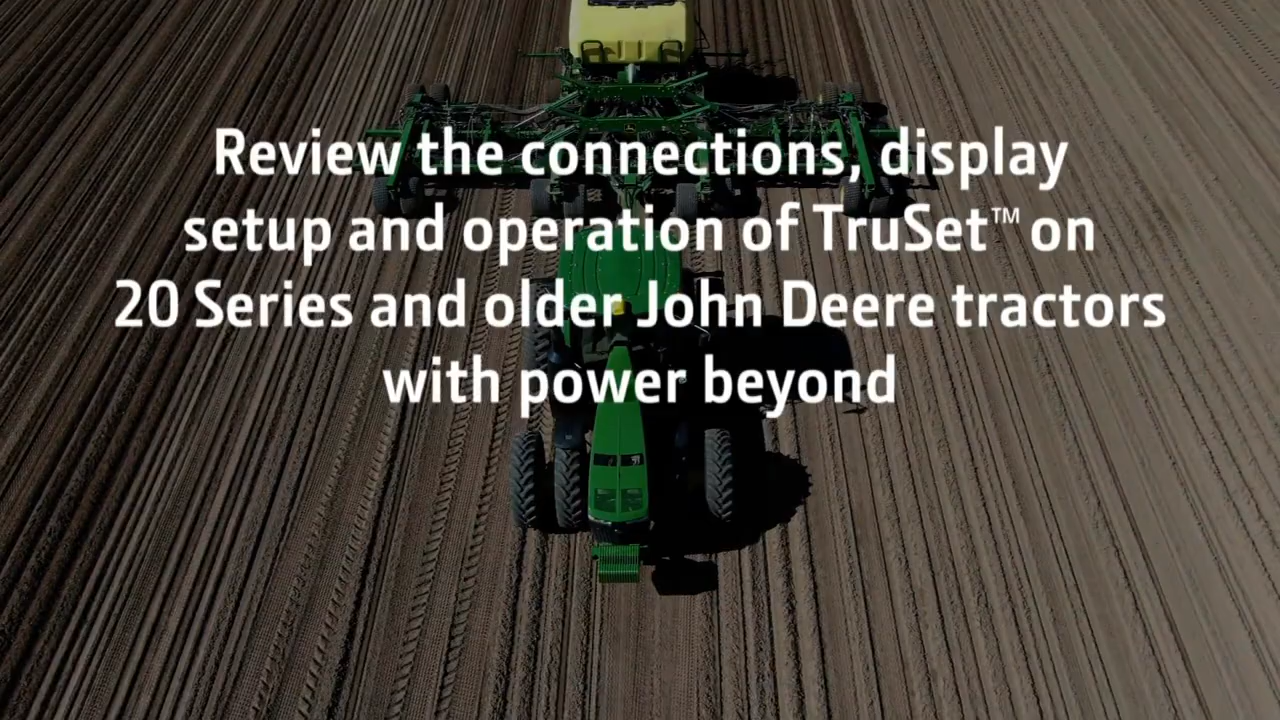 Review the connections, display
setup and operation of TruSet™ on
20 Series and older John Deere tractors
with power beyond